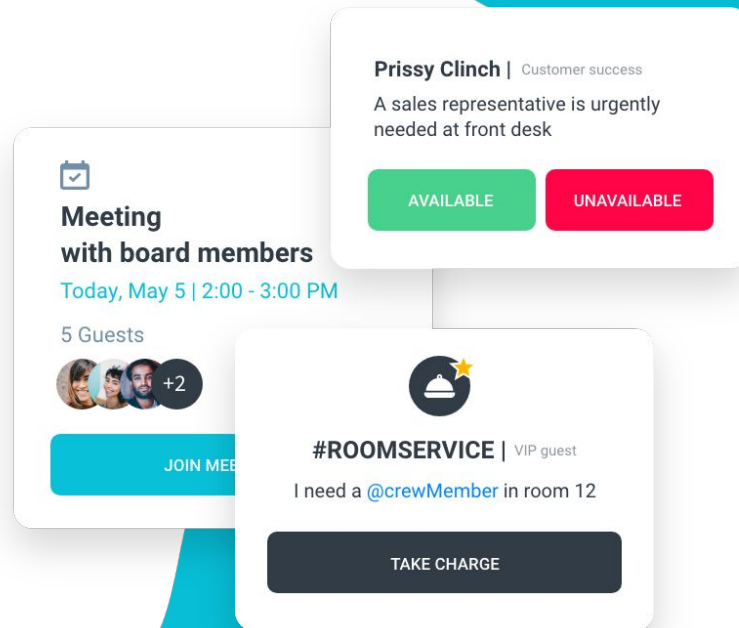 Prissy Clinch | Customer success
A sales representative is urgently
needed at front desk
AVAILABLE
UNAVAILABLE
Meeting
with board members
Today, May 5 | 2:00 - 3:00 PM
5 Guests
+2
JOIN MEE
#ROOMSERVICE | VIP guest
I need a @crewMember in room 12
TAKE CHARGE